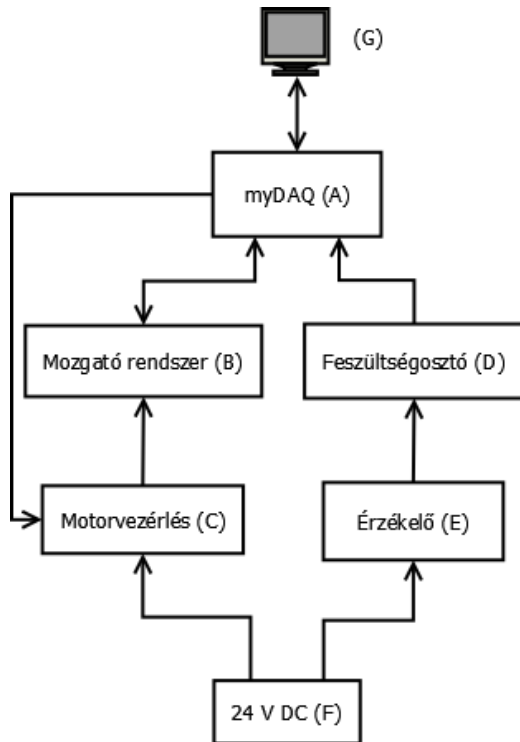 (G)
myDAQ (A)
Mozgató rendszer (B)
Feszültségosztó (D)
Motorvezérlés (C)
Érzékelő (E)
24 V DC (F)